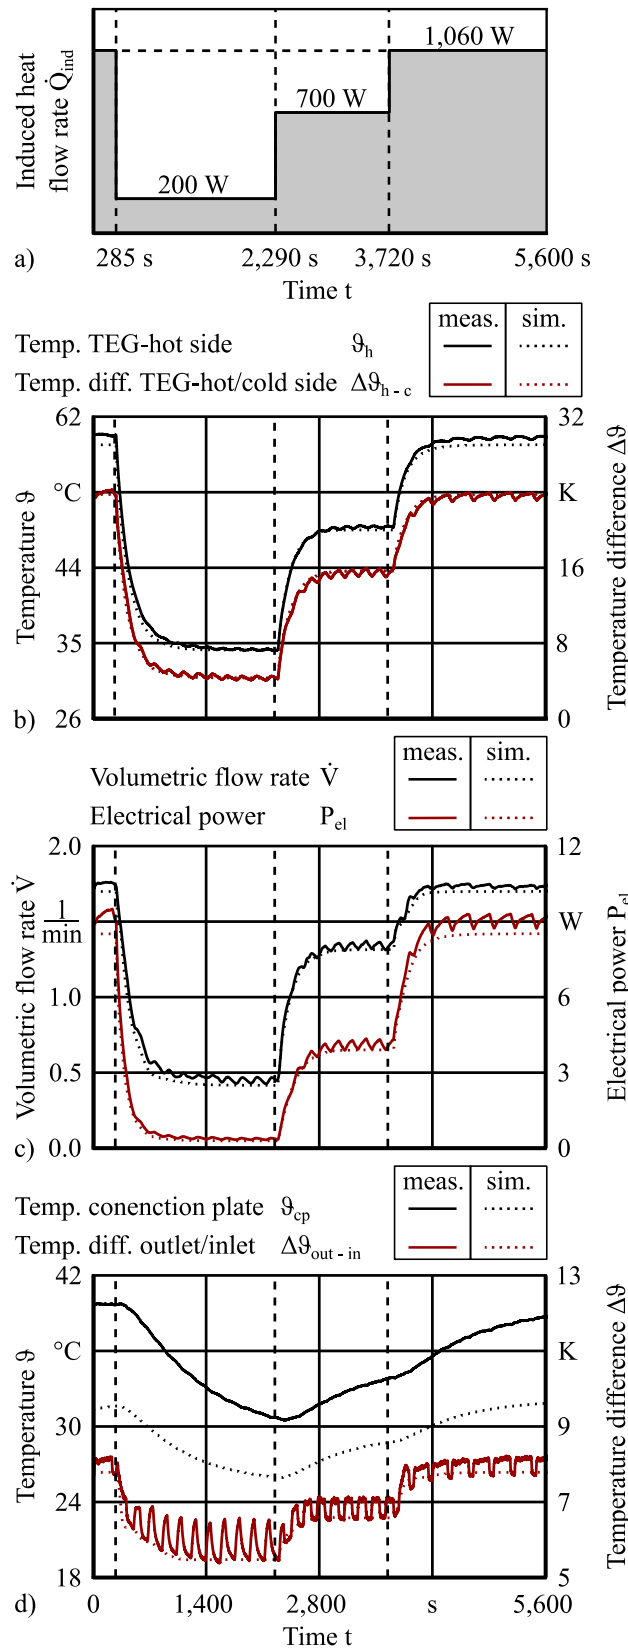 Induced heat
flow rate Q̇ind
1,060 W
700 W
200 W
a)
285 s 2,290 s 3,720 s 5,600 s
Time t
meas. sim.
Temp. TEG-hot side ϑh
Temp. diff. TEG-hot/cold side Δϑh - c
62 32
°C K
44 16
35 8
26 0
Temperature ϑ
Temperature difference Δϑ
b)
meas. sim.
Volumetric flow rate V̇
Electrical power Pel
2.0 12
l/min W
1.0 6
0.5 3
0.0 0
Volumetric flow rate V̇
Electrical power Pel
c)
meas. sim.
Temp. conenction plate ϑcp
Temp. diff. outlet/inlet Δϑout - in
42 13
°C K
30 9
24 7
18 5
Temperature ϑ
Temperature difference Δϑ
d)
0 1,400 2,800 s 5,600
Time t